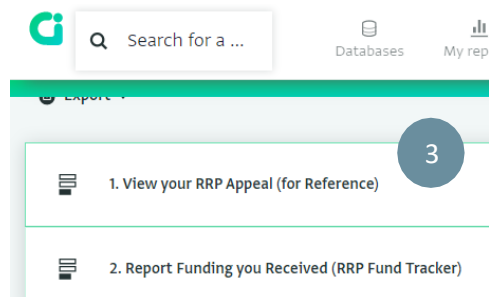 Search for a ...
Databases
My rep
Export
3
1. View your RRP Appeal (for Reference)
2. Report Funding you Received (RRP Fund Tracker)